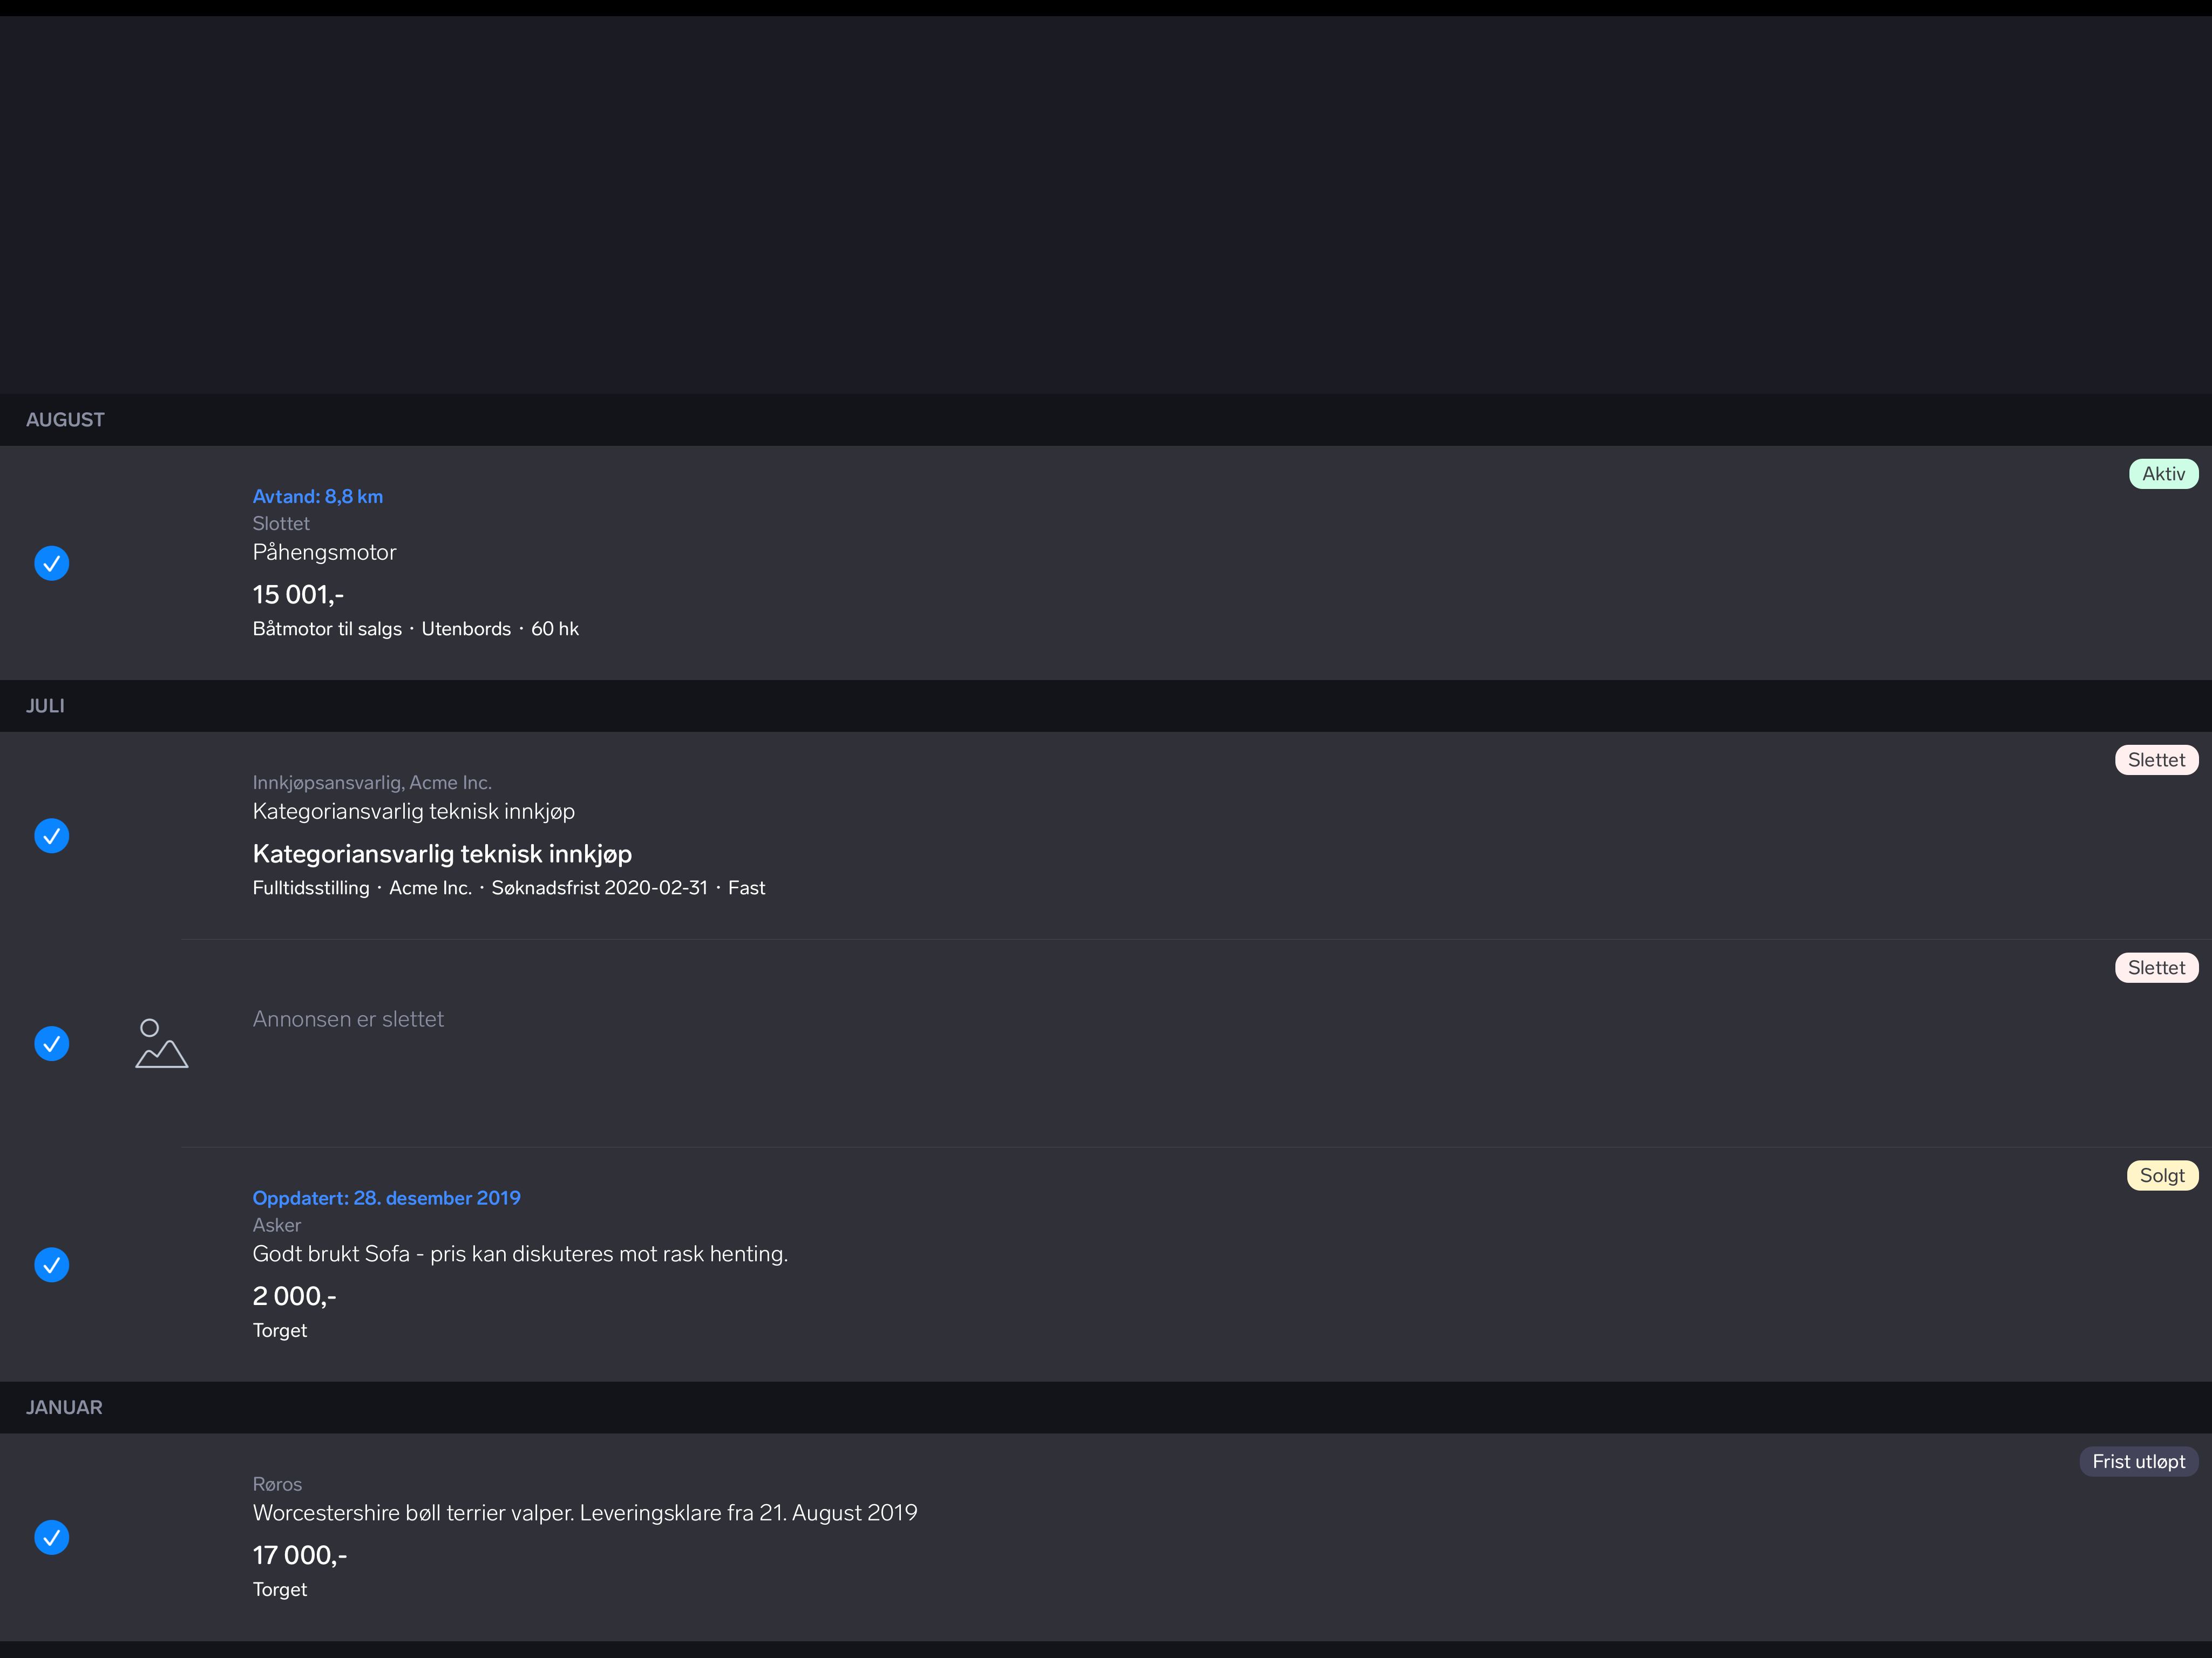 AUGUST
Aktiv
Avtand: 8,8 km
Slottet
Påhengsmotor
15 001,-
Båtmotor til salgs · Utenbords · 60 hk
JULI
Slettet
Innkjøpsansvarlig, Acme Inc.
Kategoriansvarlig teknisk innkjøp
Kategoriansvarlig teknisk innkjøp
Fulltidsstilling · Acme Inc. · Søknadsfrist 2020-02-31 · Fast
Slettet
Annonsen er slettet
Solgt
Oppdatert: 28. desember 2019
Asker
Godt brukt Sofa - pris kan diskuteres mot rask henting.
2 000,-
Torget
JANUAR
Frist utløpt
Røros
Worcestershire bøll terrier valper. Leveringsklare fra 21. August 2019
17 000,-
Torget